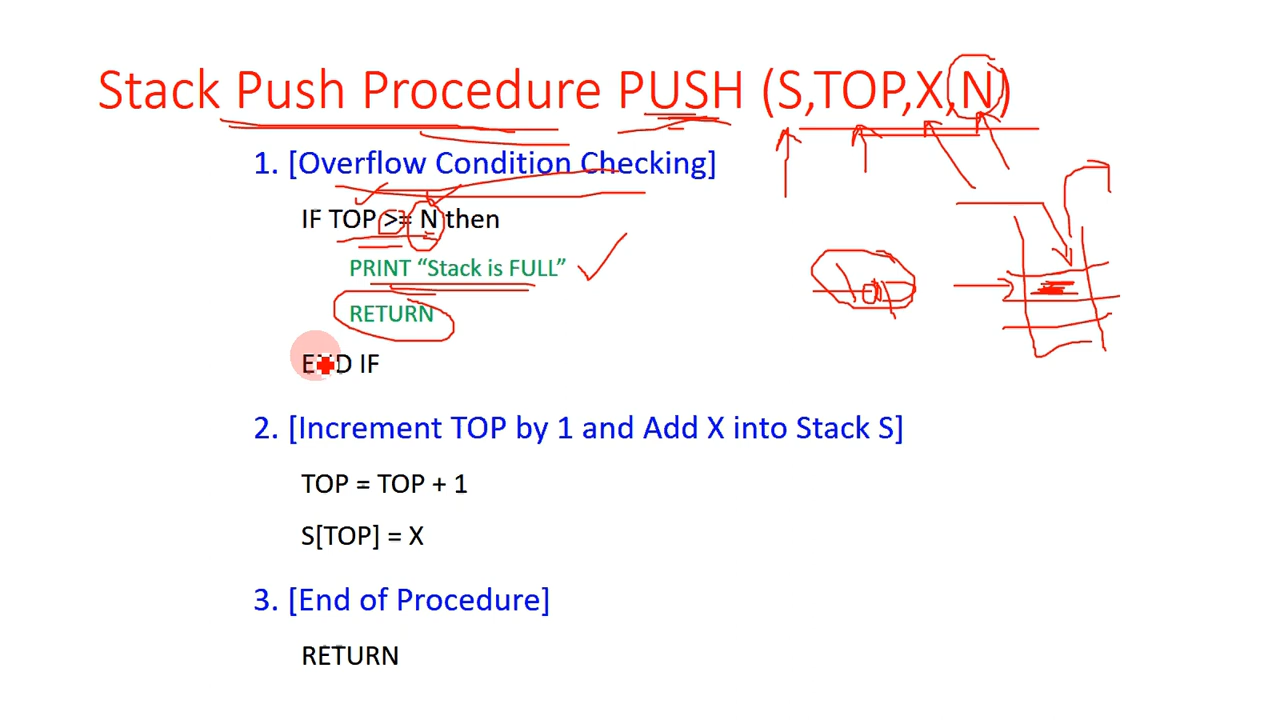 Stack Push Procedure PUSH (S,TOP,X,N)
1. [Overflow Condition Checking]
IF TOP >= N then
PRINT “Stack is FULL”
RETURN
END IF
2. [Increment TOP by 1 and Add X into Stack S]
TOP = TOP + 1
S[TOP] = X
3. [End of Procedure]
RETURN